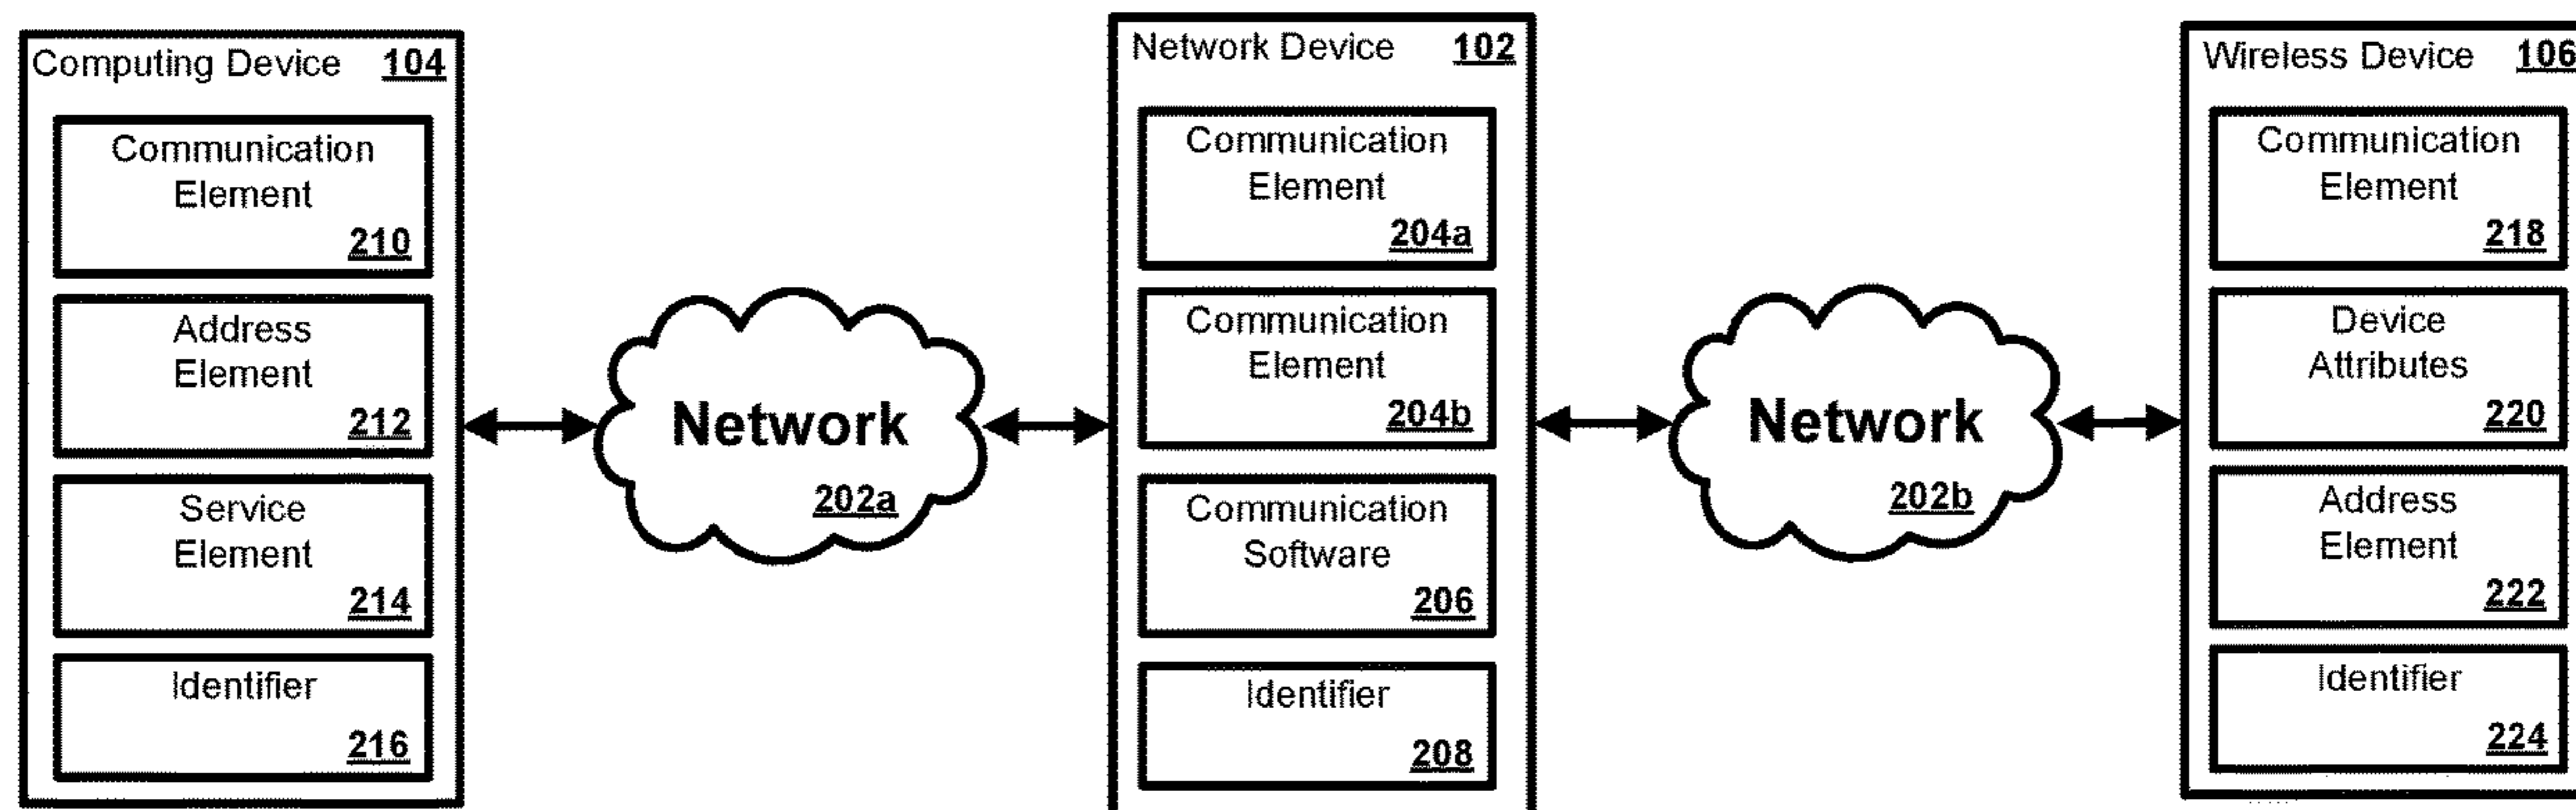 Computing Device 104
Communication
Element
210
Address
Element
212
Service
Element
214
Identifier
216
Network
202a
Network Device 102
Communication
Element
204a
Communication
Element
204b
Communication
Software
206
Identifier
208
Network
202b
Wireless Device 106
Communication
Element
218
Device
Attributes
220
Address
Element
222
Identifier
224